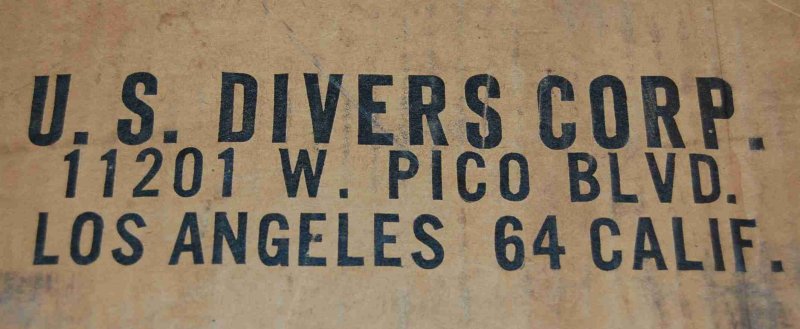 U. S. DIVERS CORP.
11201 W. PICO BLVD.
LOS ANGELES 64 CALIF.